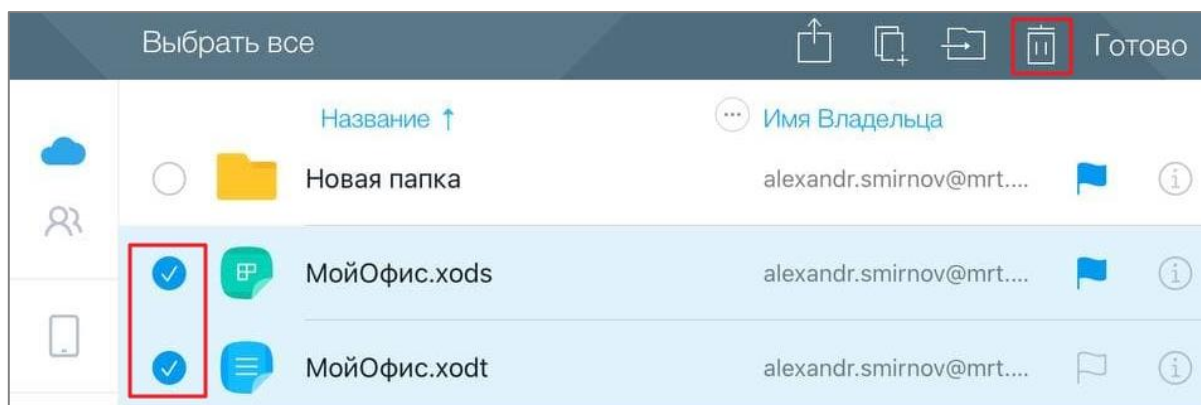 Выбрать все Готово
Название ↑ Имя Владельца
Новая папка alexandr.smirnov@mrt....
МойОфис.xods alexandr.smirnov@mrt....
МойОфис.xodt alexandr.smirnov@mrt....